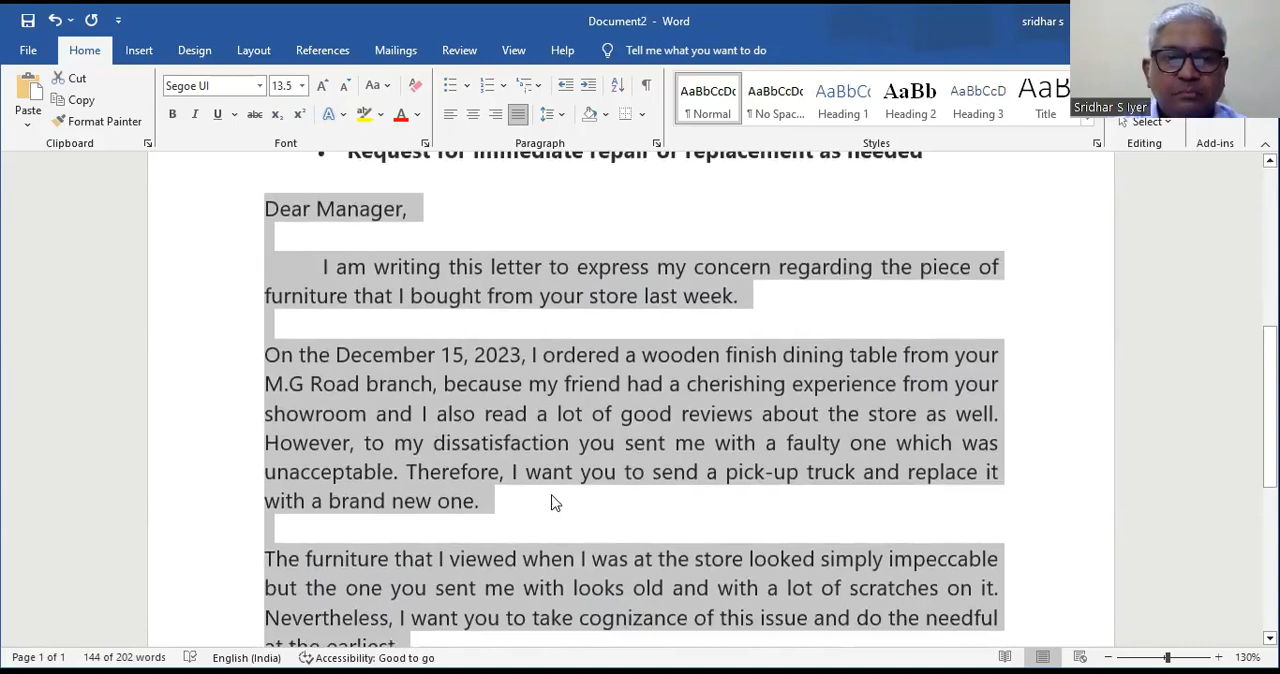 Document2 - Word
sridhar s
File Home Insert Design Layout References Mailings Review View Help Tell me what you want to do
Paste
Cut
Copy
Format Painter
Clipboard
Segoe UI 13.5
Font
Paragraph
AaBbCcDc AaBbCcDc AaBbCc AaBb AaBbCcD AaB
¶ Normal ¶ No Spac... Heading 1 Heading 2 Heading 3 Title
Styles
Sridhar S Iyer
Select
Editing
Add-ins
• Request for immediate repair or replacement as needed
Dear Manager,
I am writing this letter to express my concern regarding the piece of
furniture that I bought from your store last week.
On the December 15, 2023, I ordered a wooden finish dining table from your
M.G Road branch, because my friend had a cherishing experience from your
showroom and I also read a lot of good reviews about the store as well.
However, to my dissatisfaction you sent me with a faulty one which was
unacceptable. Therefore, I want you to send a pick-up truck and replace it
with a brand new one.
The furniture that I viewed when I was at the store looked simply impeccable
but the one you sent me with looks old and with a lot of scratches on it.
Nevertheless, I want you to take cognizance of this issue and do the needful
at the earliest.
Page 1 of 1 144 of 202 words English (India) Accessibility: Good to go 130%